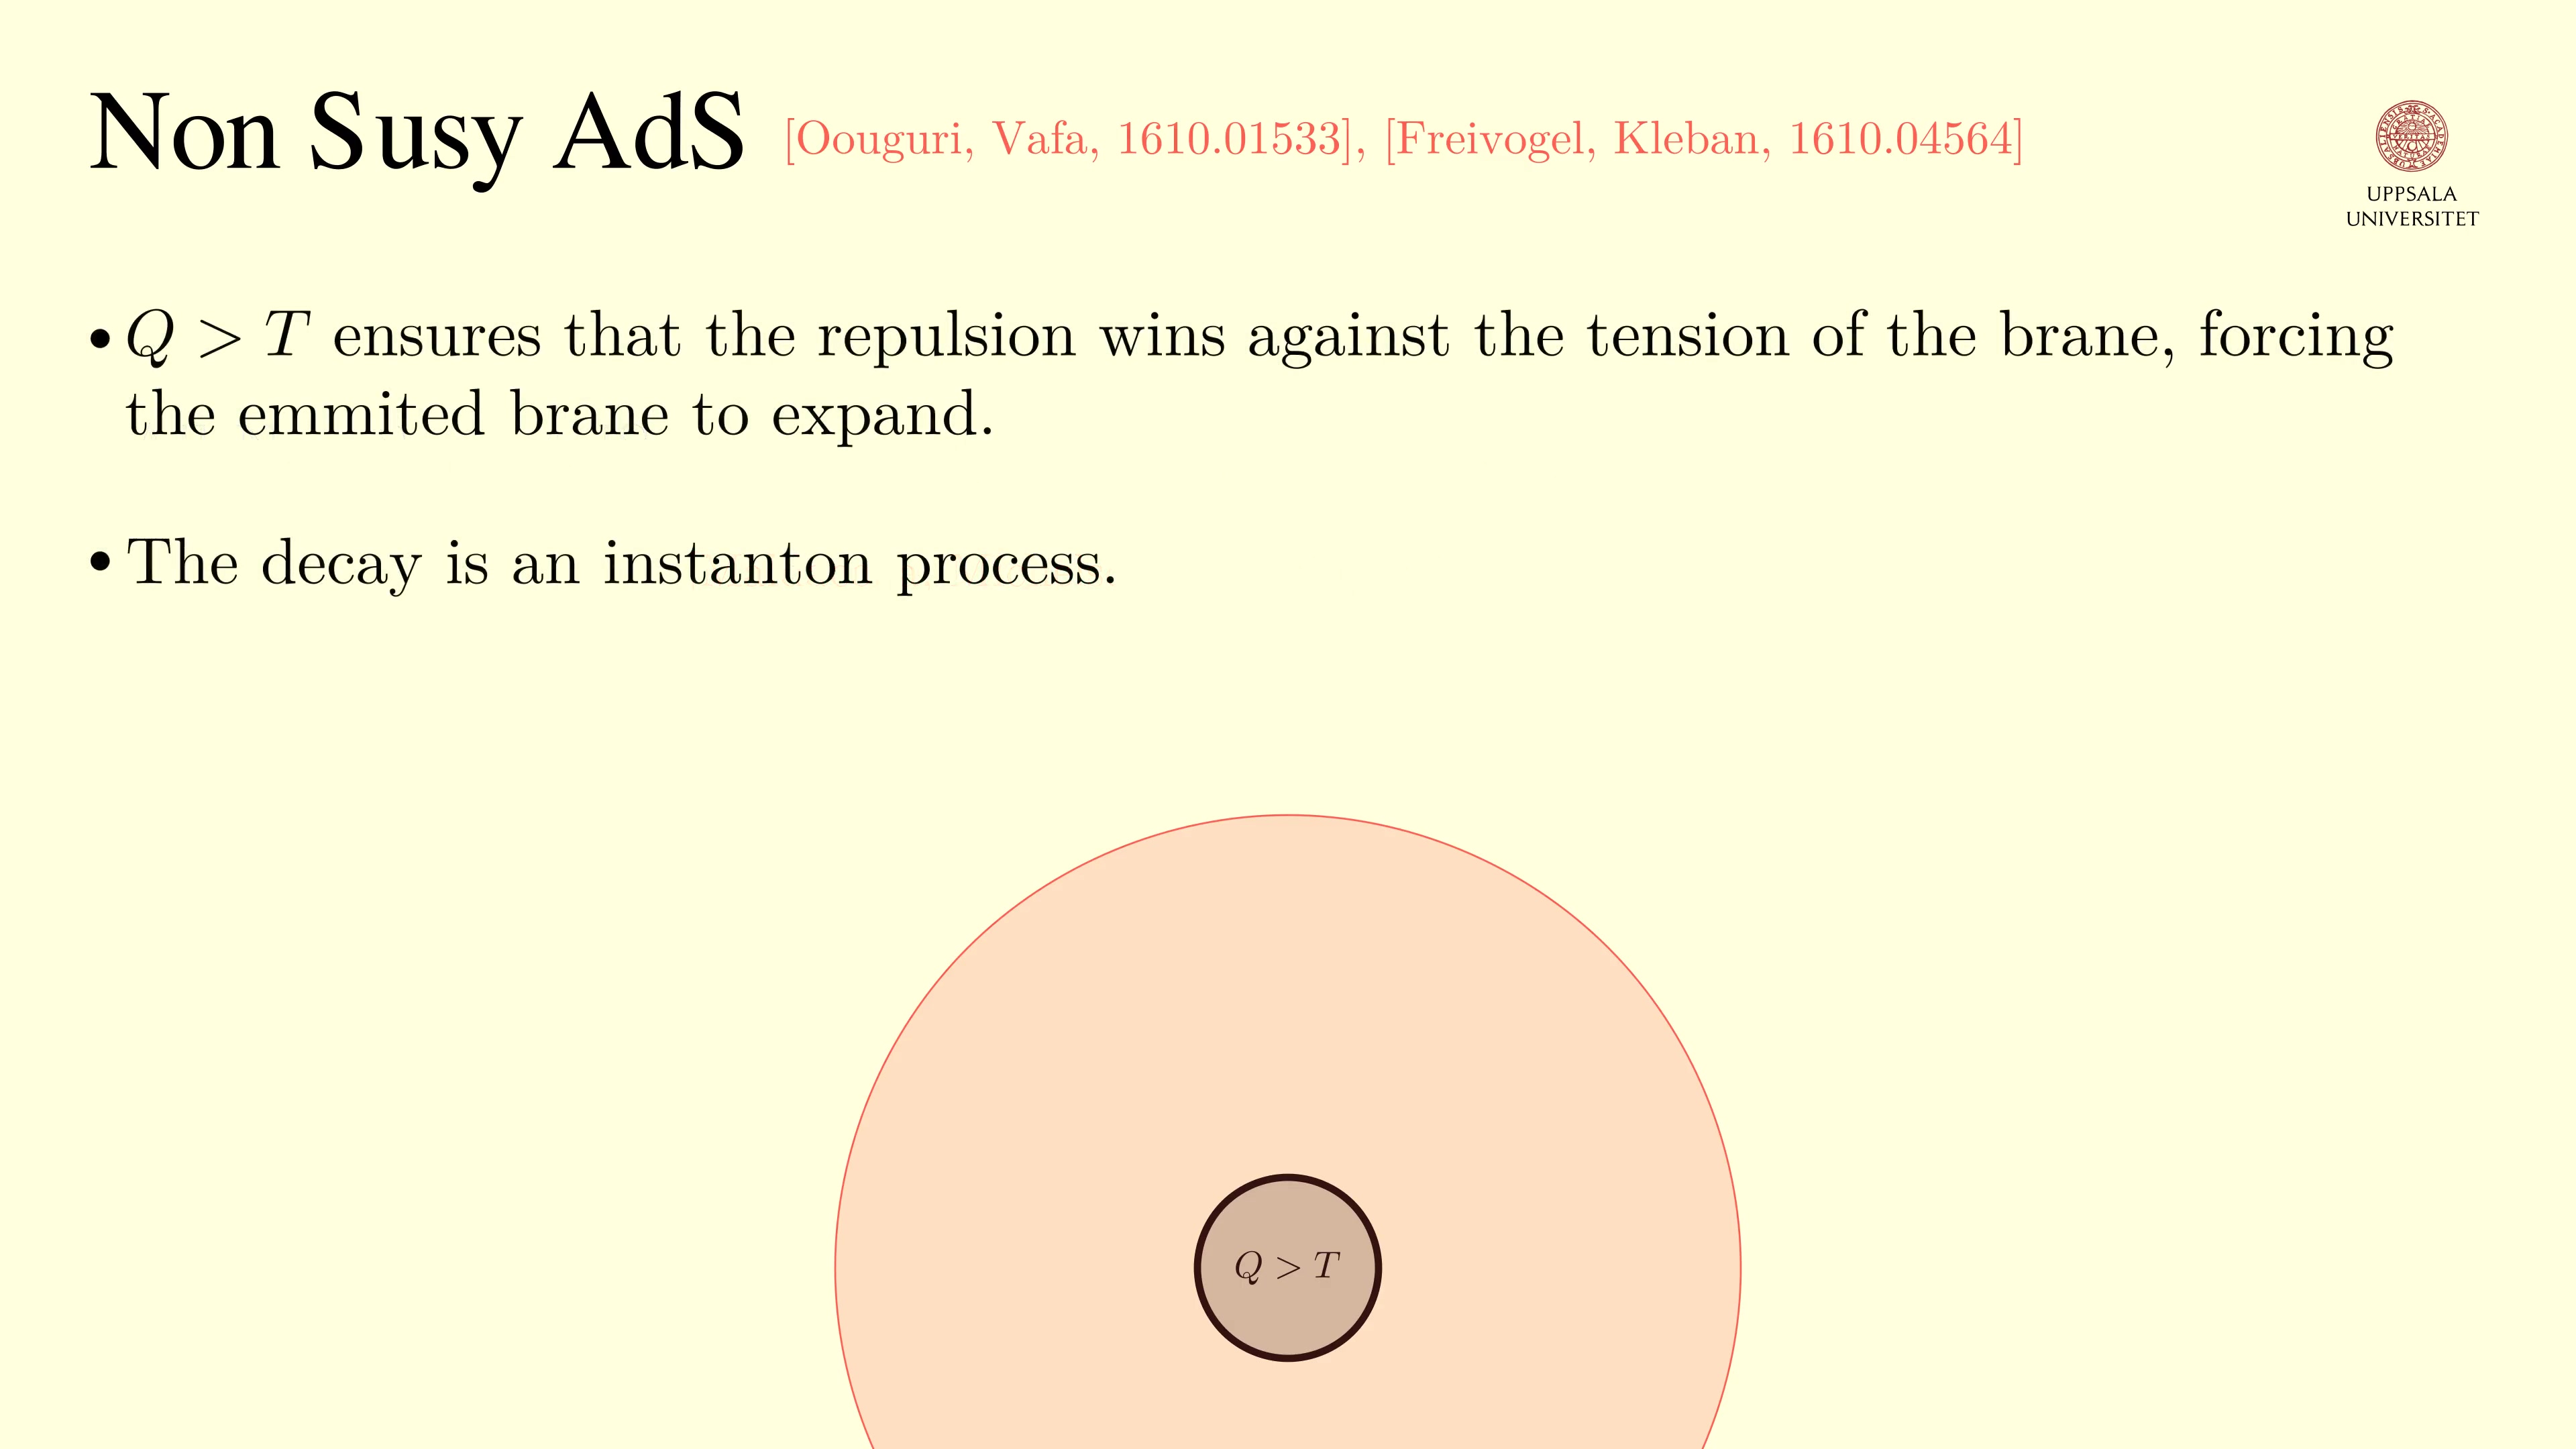 Non Susy AdS [Oouguri, Vafa, 1610.01533], [Freivogel, Kleban, 1610.04564]
UPPSALA
UNIVERSITET
• Q > T ensures that the repulsion wins against the tension of the brane, forcing
the emmited brane to expand.
• The decay is an instanton process.
Q > T